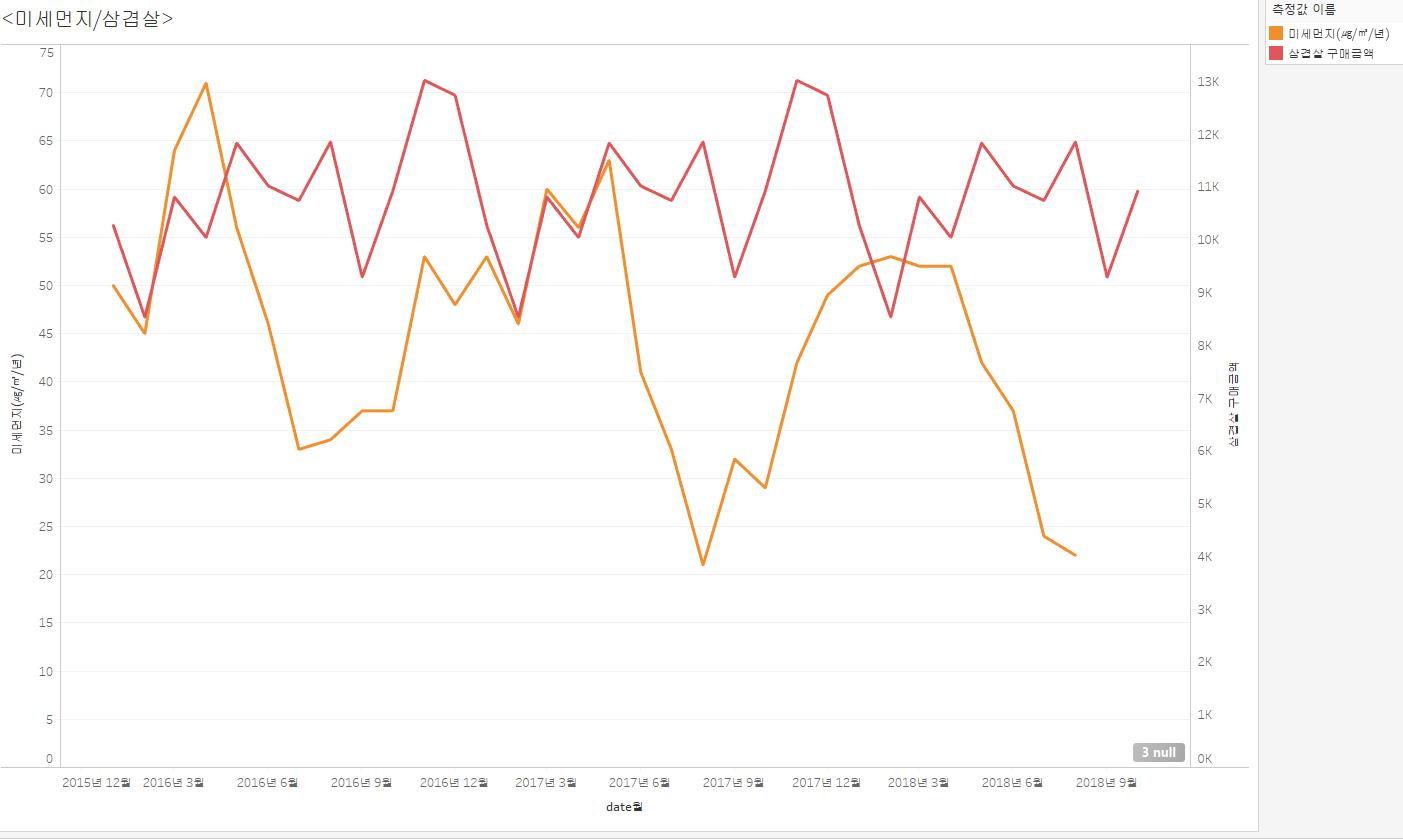 <미세먼지/삼겹살>
측정값 이름
미세먼지(㎍/㎥/년)
삼겹살 구매금액
75
70
65
60
55
50
45
40
35
30
25
20
15
10
5
0
미세먼지(㎍/㎥/년)
13K
12K
11K
10K
9K
8K
7K
6K
5K
4K
3K
2K
1K
0K
삼겹살 구매금액
3 null
2015년 12월 2016년 3월 2016년 6월 2016년 9월 2016년 12월 2017년 3월 2017년 6월 2017년 9월 2017년 12월 2018년 3월 2018년 6월 2018년 9월
date월